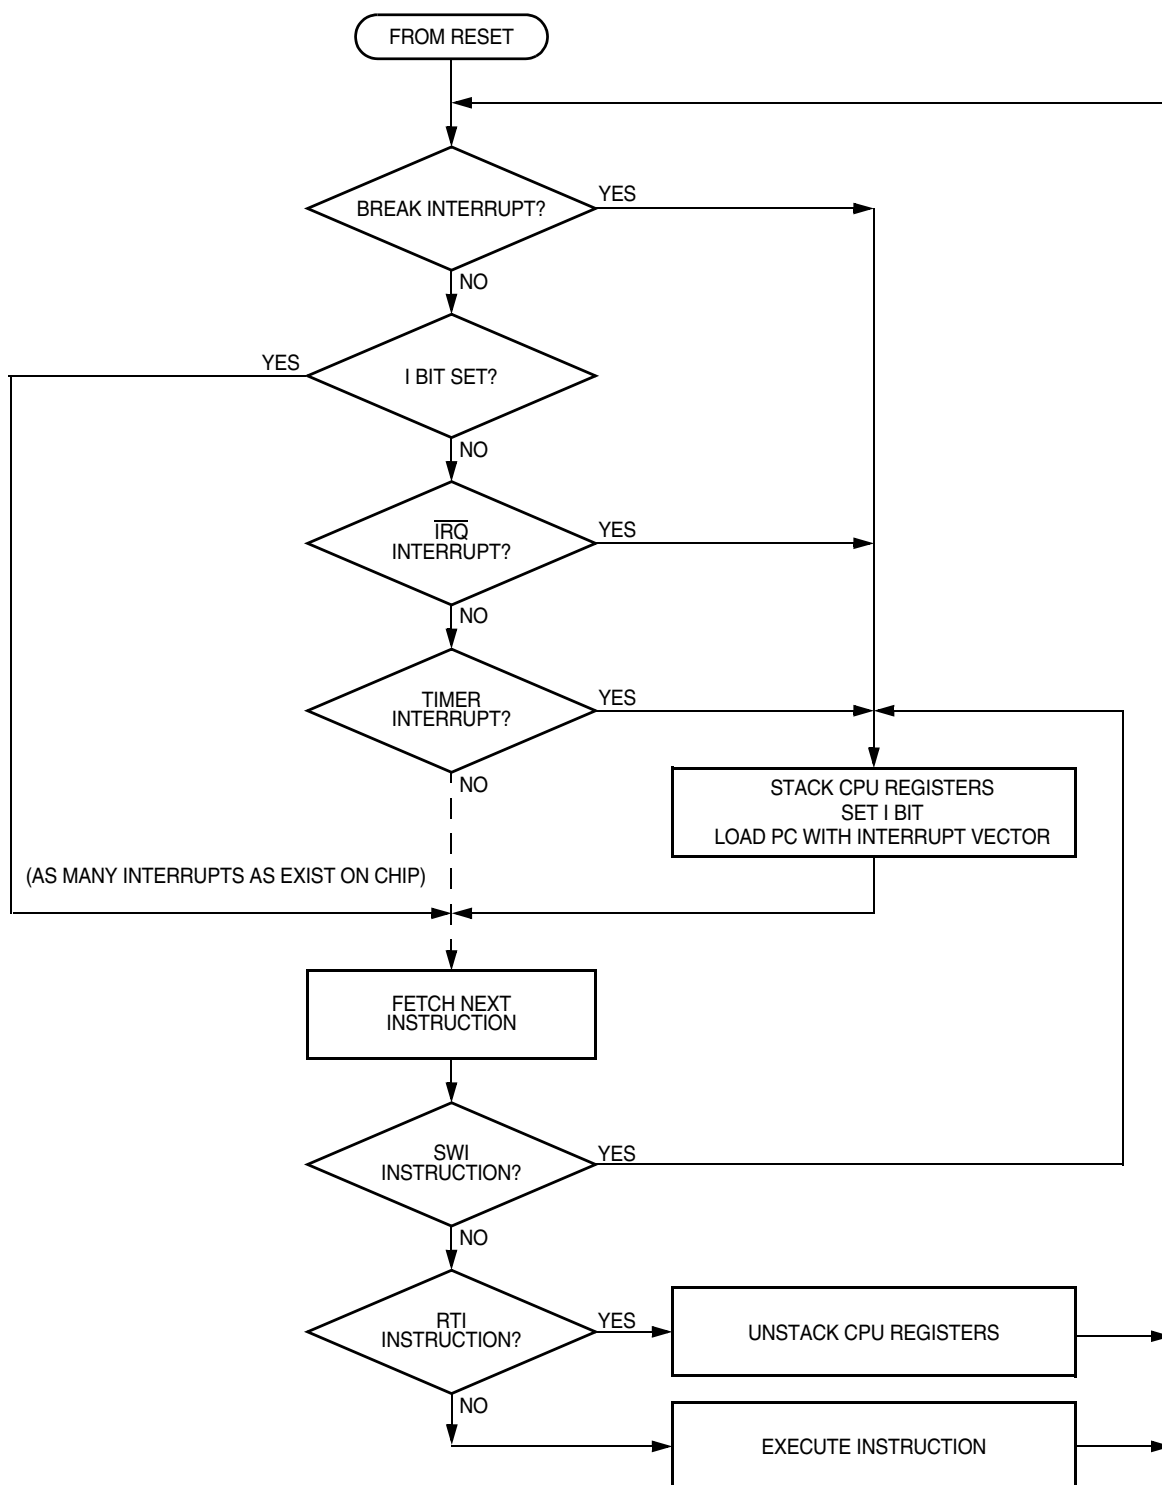 FROM RESET
BREAK INTERRUPT?
YES
NO
I BIT SET?
YES
NO
IRQ
INTERRUPT?
YES
NO
TIMER
INTERRUPT?
YES
NO
STACK CPU REGISTERS
SET I BIT
LOAD PC WITH INTERRUPT VECTOR
(AS MANY INTERRUPTS AS EXIST ON CHIP)
FETCH NEXT
INSTRUCTION
SWI
INSTRUCTION?
YES
NO
RTI
INSTRUCTION?
YES
UNSTACK CPU REGISTERS
NO
EXECUTE INSTRUCTION